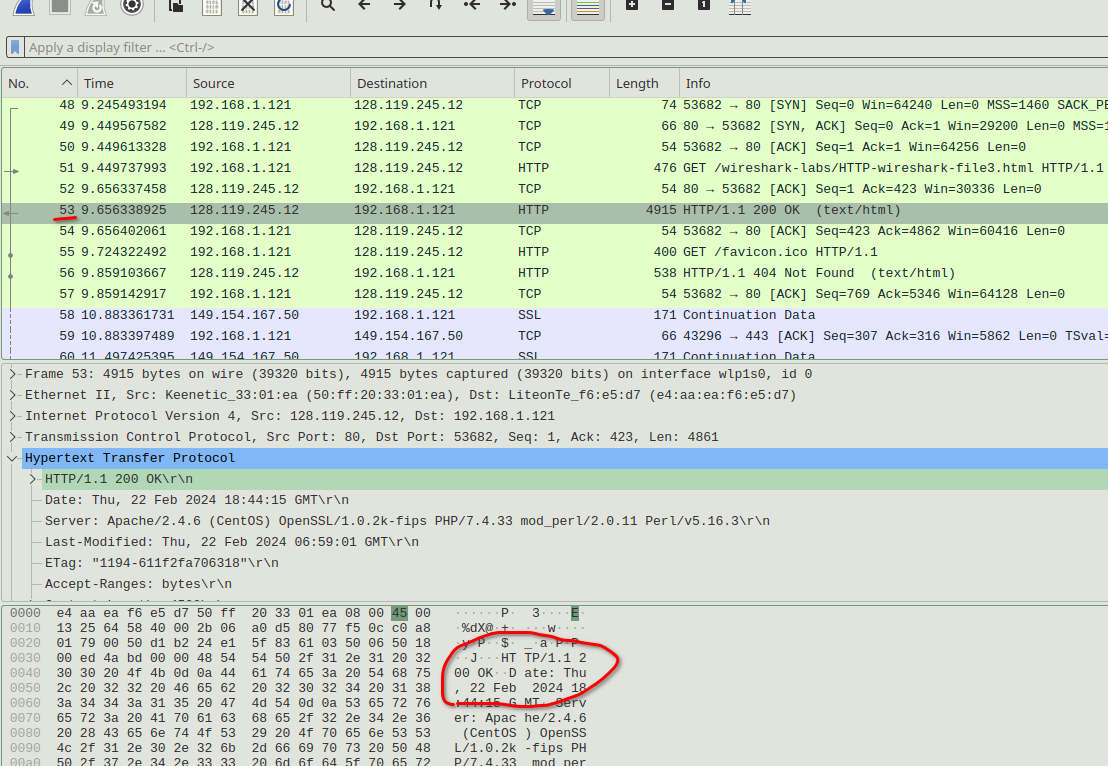 Apply a display filter ... <Ctrl-/>
No. Time Source Destination Protocol Length Info
48 9.245493194 192.168.1.121 128.119.245.12 TCP 74 53682 → 80 [SYN] Seq=0 Win=64240 Len=0 MSS=1460 SACK_PE
49 9.449567582 128.119.245.12 192.168.1.121 TCP 66 80 → 53682 [SYN, ACK] Seq=0 Ack=1 Win=29200 Len=0 MSS=1
50 9.449613328 192.168.1.121 128.119.245.12 TCP 54 53682 → 80 [ACK] Seq=1 Ack=1 Win=64256 Len=0
51 9.449737993 192.168.1.121 128.119.245.12 HTTP 476 GET /wireshark-labs/HTTP-wireshark-file3.html HTTP/1.1
52 9.656337458 128.119.245.12 192.168.1.121 TCP 54 80 → 53682 [ACK] Seq=1 Ack=423 Win=30336 Len=0
53 9.656338925 128.119.245.12 192.168.1.121 HTTP 4915 HTTP/1.1 200 OK (text/html)
54 9.656402061 192.168.1.121 128.119.245.12 TCP 54 53682 → 80 [ACK] Seq=423 Ack=4862 Win=60416 Len=0
55 9.724322492 192.168.1.121 128.119.245.12 HTTP 400 GET /favicon.ico HTTP/1.1
56 9.859103667 128.119.245.12 192.168.1.121 HTTP 538 HTTP/1.1 404 Not Found (text/html)
57 9.859142917 192.168.1.121 128.119.245.12 TCP 54 53682 → 80 [ACK] Seq=769 Ack=5346 Win=64128 Len=0
58 10.883361731 149.154.167.50 192.168.1.121 SSL 171 Continuation Data
59 10.883397489 192.168.1.121 149.154.167.50 TCP 66 43296 → 443 [ACK] Seq=307 Ack=316 Win=5862 Len=0 TSval=
60 11.497425395 149.154.167.50 192.168.1.121 SSL 171 Continuation Data
Frame 53: 4915 bytes on wire (39320 bits), 4915 bytes captured (39320 bits) on interface wlp1s0, id 0
Ethernet II, Src: Keenetic_33:01:ea (50:ff:20:33:01:ea), Dst: LiteonTe_f6:e5:d7 (e4:aa:ea:f6:e5:d7)
Internet Protocol Version 4, Src: 128.119.245.12, Dst: 192.168.1.121
Transmission Control Protocol, Src Port: 80, Dst Port: 53682, Seq: 1, Ack: 423, Len: 4861
Hypertext Transfer Protocol
HTTP/1.1 200 OK\r\n
Date: Thu, 22 Feb 2024 18:44:15 GMT\r\n
Server: Apache/2.4.6 (CentOS) OpenSSL/1.0.2k-fips PHP/7.4.33 mod_perl/2.0.11 Perl/v5.16.3\r\n
Last-Modified: Thu, 22 Feb 2024 06:59:01 GMT\r\n
ETag: "1194-611f2fa706318"\r\n
Accept-Ranges: bytes\r\n
0000 e4 aa ea f6 e5 d7 50 ff 20 33 01 ea 08 00 45 00 ······P· 3····E·
0010 13 25 64 58 40 00 2b 06 a0 d5 80 77 f5 0c c0 a8 ·%dX@·+· ···w····
0020 01 79 00 50 d1 b2 24 e1 5f 83 61 03 50 06 50 18 ·y·P··$· _·a·P·P·
0030 00 ed 4a bd 00 00 48 54 54 50 2f 31 2e 31 20 32 ··J···HT TP/1.1 2
0040 30 30 20 4f 4b 0d 0a 44 61 74 65 3a 20 54 68 75 00 OK··D ate: Thu
0050 2c 20 32 32 20 46 65 62 20 32 30 32 34 20 31 38 , 22 Feb 2024 18
0060 3a 34 34 3a 31 35 20 47 4d 54 0d 0a 53 65 72 76 :44:15 G MT··Serv
0070 65 72 3a 20 41 70 61 63 68 65 2f 32 2e 34 2e 36 er: Apac he/2.4.6
0080 20 28 43 65 6e 74 4f 53 29 20 4f 70 65 6e 53 53 (CentOS ) OpenSS
0090 4c 2f 31 2e 30 2e 32 6b 2d 66 69 70 73 20 50 48 L/1.0.2k -fips PH
00a0 50 2f 37 2e 34 2e 33 33 20 6d 6f 64 5f 70 65 72 P/7.4.33 mod_per